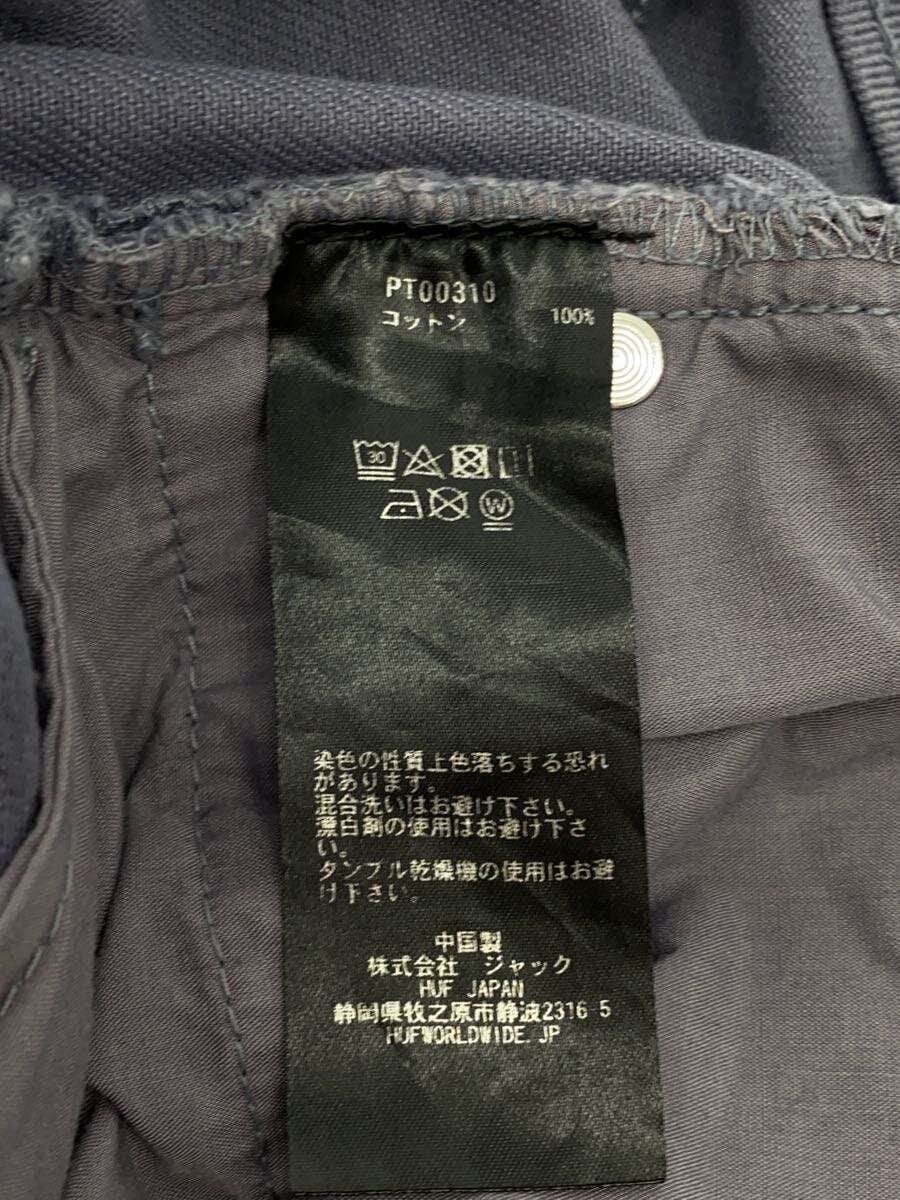 PT00310
コットン 100%
30
W
染色の性質上色落ちする恐れ
があります。
混合洗いはお避け下さい。
漂白剤の使用はお避け下さ
い。
タンブル乾燥機の使用はお避
け下さい。
中国製
株式会社 ジャック
HUF JAPAN
静岡県牧之原市静波2316-5
HUFWORLDWIDE.JP